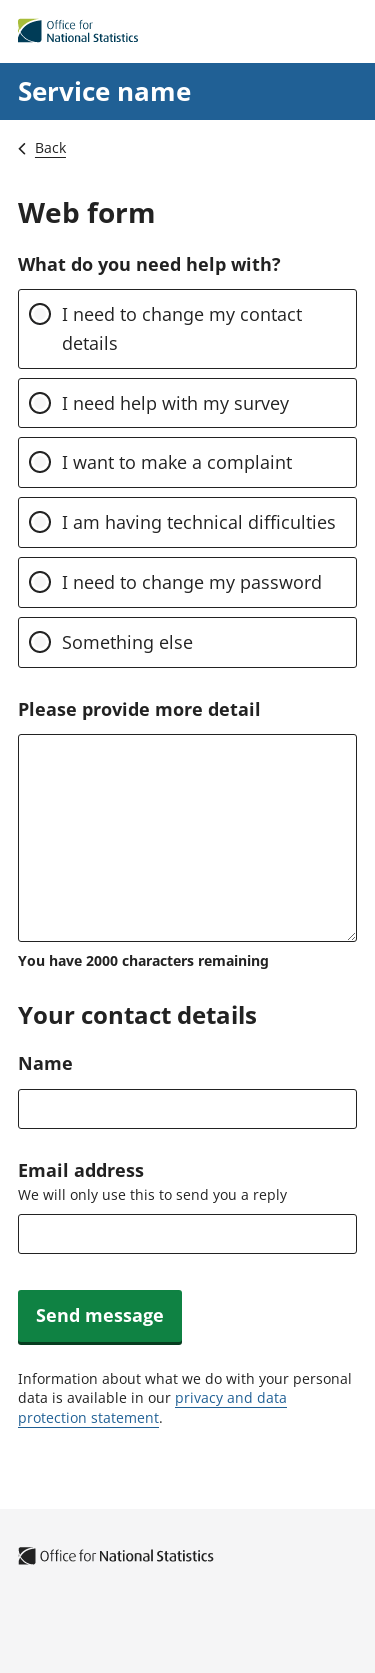 Office for
National Statistics
Service name
Back
Web form
What do you need help with?
I need to change my contact
details
I need help with my survey
I want to make a complaint
I am having technical difficulties
I need to change my password
Something else
Please provide more detail
You have 2000 characters remaining
Your contact details
Name
Email address
We will only use this to send you a reply
Send message
Information about what we do with your personal
data is available in our privacy and data
protection statement.
Office for National Statistics